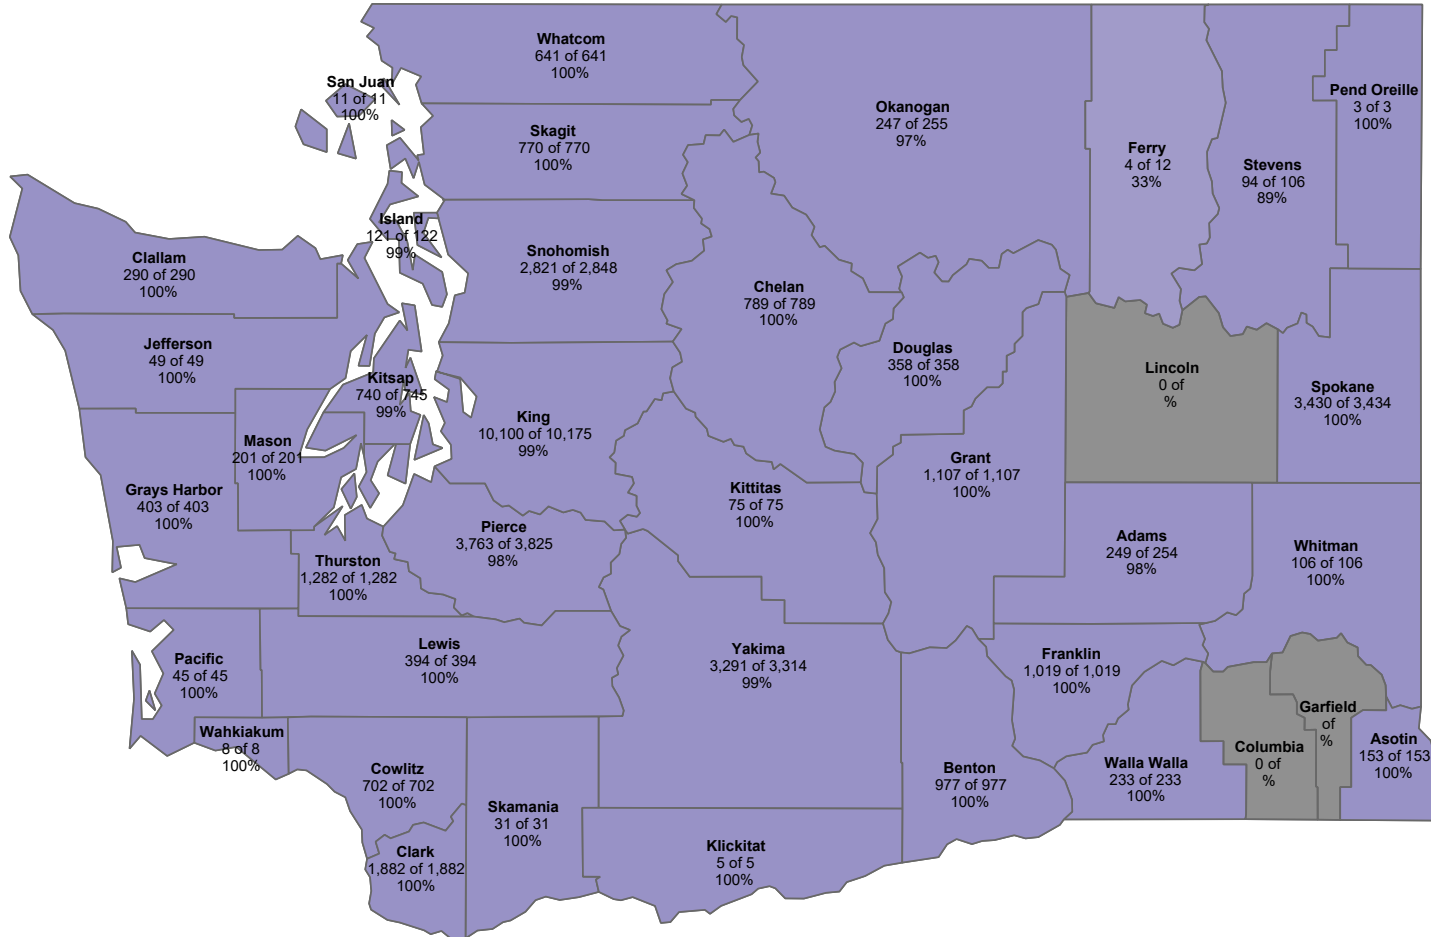 Whatcom
641 of 641
100%
San Juan
11 of 11
100%
Skagit
770 of 770
100%
Okanogan
247 of 255
97%
Ferry
4 of 12
33%
Stevens
94 of 106
89%
Pend Oreille
3 of 3
100%
Island
121 of 122
99%
Clallam
290 of 290
100%
Snohomish
2,821 of 2,848
99%
Chelan
789 of 789
100%
Jefferson
49 of 49
100%
Kitsap
740 of 745
99%
Douglas
358 of 358
100%
Lincoln
0 of
%
Spokane
3,430 of 3,434
100%
King
10,100 of 10,175
99%
Mason
201 of 201
100%
Grays Harbor
403 of 403
100%
Kittitas
75 of 75
100%
Grant
1,107 of 1,107
100%
Pierce
3,763 of 3,825
98%
Thurston
1,282 of 1,282
100%
Adams
249 of 254
98%
Whitman
106 of 106
100%
Pacific
45 of 45
100%
Lewis
394 of 394
100%
Yakima
3,291 of 3,314
99%
Franklin
1,019 of 1,019
100%
Garfield
of
%
Wahkiakum
8 of 8
100%
Cowlitz
702 of 702
100%
Skamania
31 of 31
100%
Benton
977 of 977
100%
Walla Walla
233 of 233
100%
Columbia
0 of
%
Asotin
153 of 153
100%
Clark
1,882 of 1,882
100%
Klickitat
5 of 5
100%